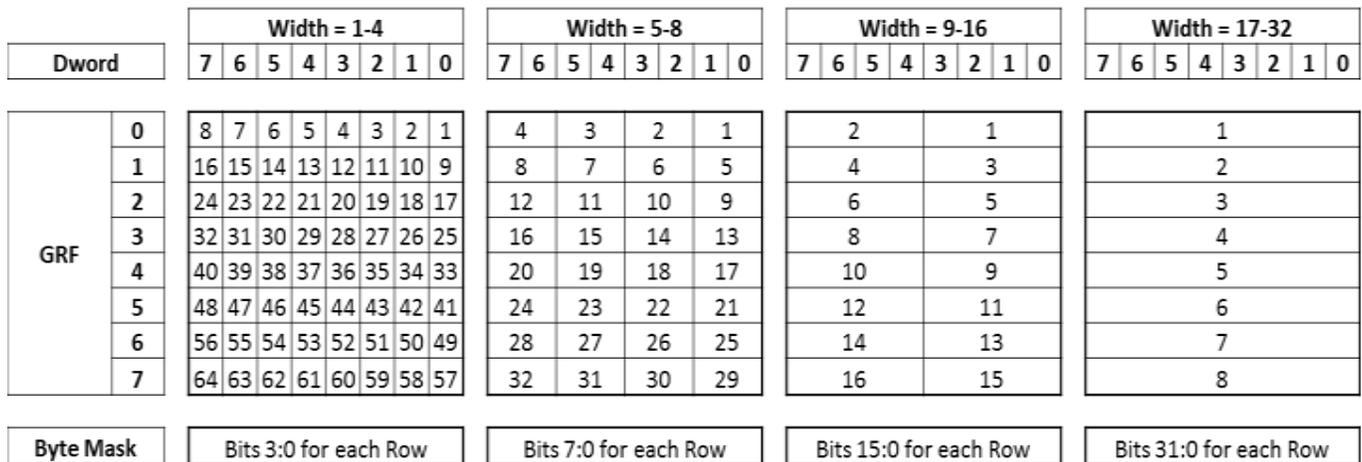 Width = 1-4 Width = 5-8 Width = 9-16 Width = 17-32
Dword 7 6 5 4 3 2 1 0 7 6 5 4 3 2 1 0 7 6 5 4 3 2 1 0 7 6 5 4 3 2 1 0
0 8 7 6 5 4 3 2 1 4 3 2 1 2 1 1
1 16 15 14 13 12 11 10 9 8 7 6 5 4 3 2
2 24 23 22 21 20 19 18 17 12 11 10 9 6 5 3
3 32 31 30 29 28 27 26 25 16 15 14 13 8 7 4
GRF
4 40 39 38 37 36 35 34 33 20 19 18 17 10 9 5
5 48 47 46 45 44 43 42 41 24 23 22 21 12 11 6
6 56 55 54 53 52 51 50 49 28 27 26 25 14 13 7
7 64 63 62 61 60 59 58 57 32 31 30 29 16 15 8
Byte Mask Bits 3:0 for each Row Bits 7:0 for each Row Bits 15:0 for each Row Bits 31:0 for each Row